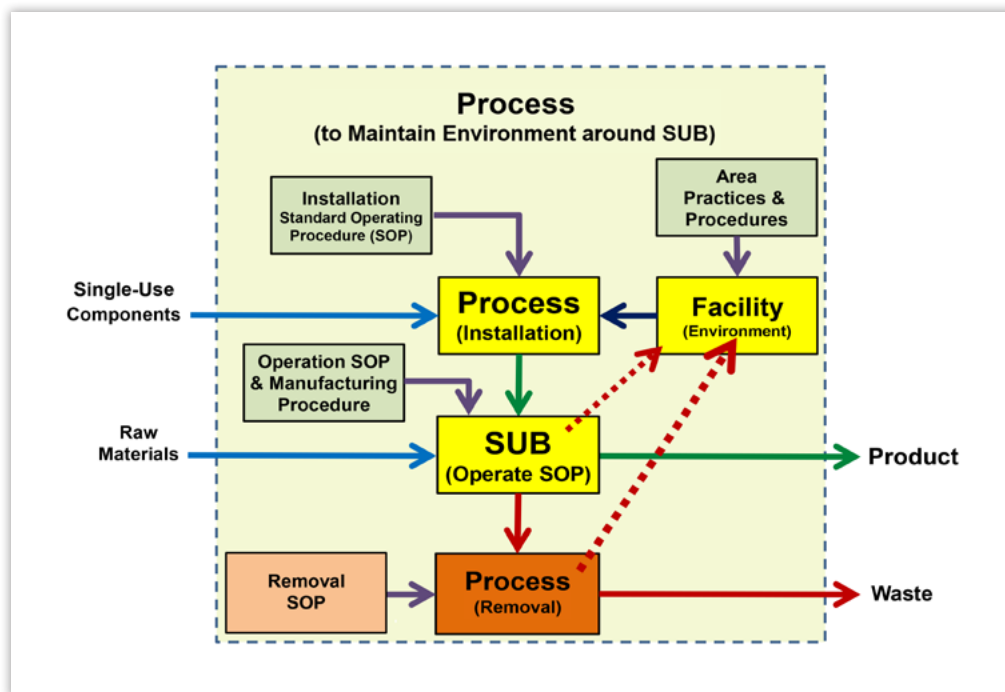 Process
(to Maintain Environment around SUB)
Installation
Standard Operating
Procedure (SOP)
Area
Practices &
Procedures
Single-Use
Components
Process
(Installation)
Facility
(Environment)
Operation SOP
& Manufacturing
Procedure
Raw
Materials
SUB
(Operate SOP)
Product
Removal
SOP
Process
(Removal)
Waste